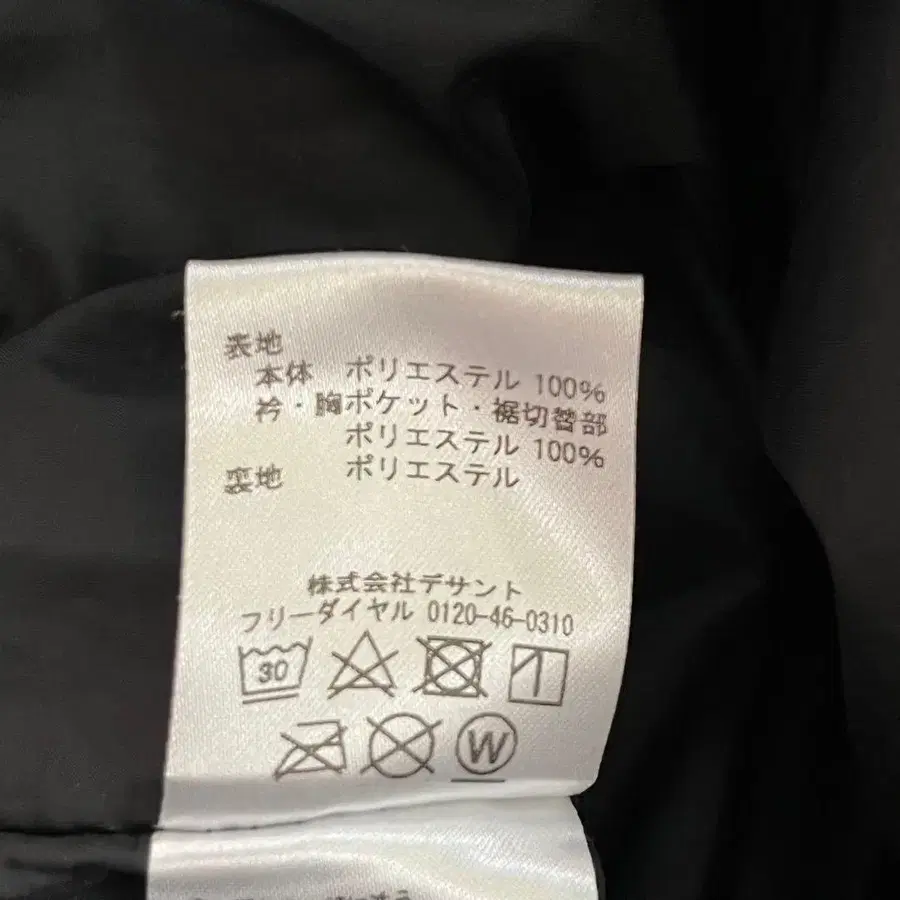 表地
本体 ポリエステル 100%
衿・胸ポケット・裾切替部
ポリエステル 100%
裏地 ポリエステル
株式会社デサント
フリーダイヤル 0120-46-0310
30
W